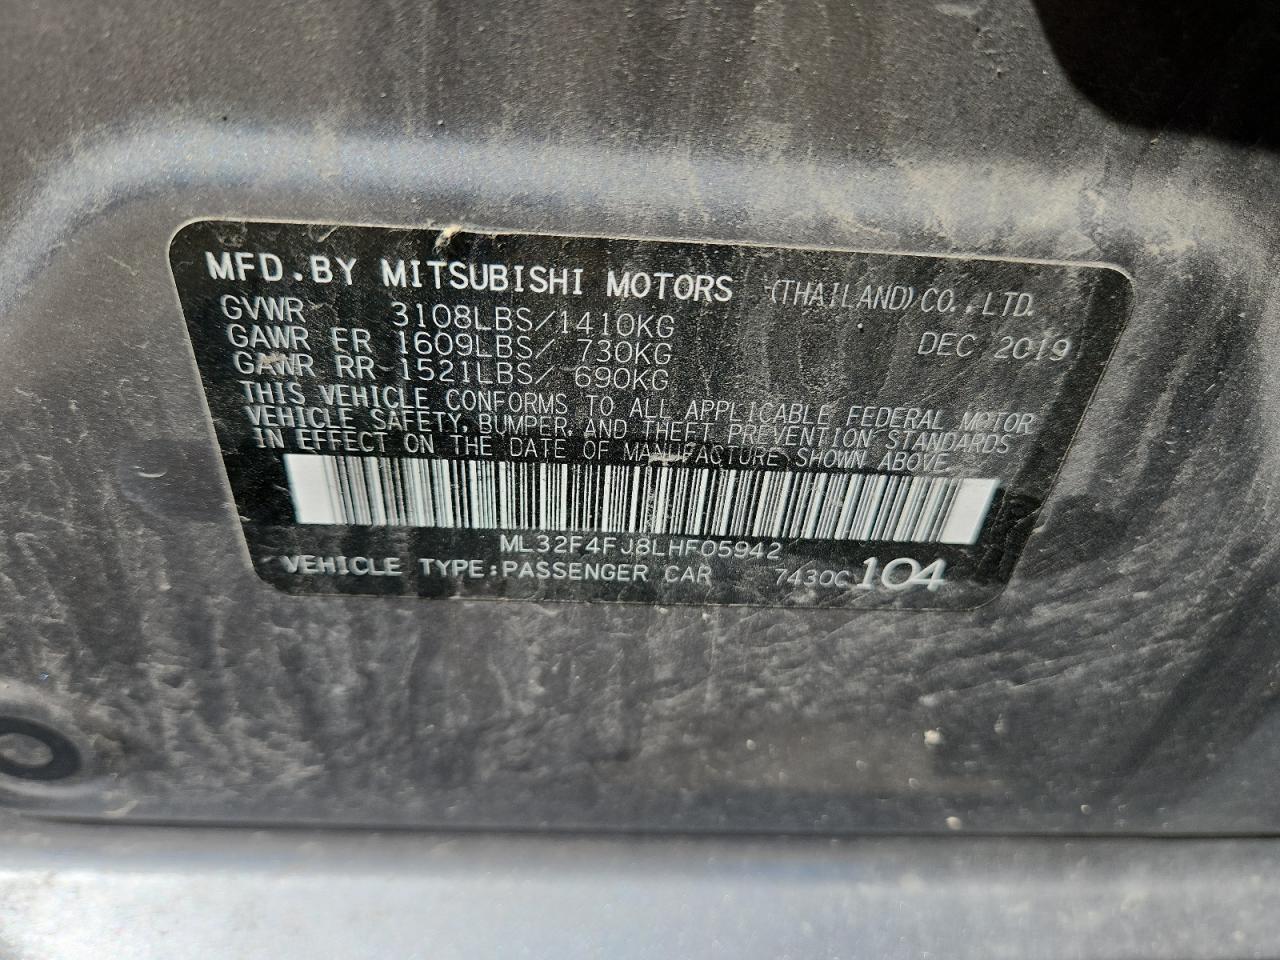 MFD.BY MITSUBISHI MOTORS (THAILAND) CO.,LTD.
GVWR 3108LBS/1410KG DEC 2019
GAWR FR 1609LBS/ 730KG
GAWR RR 1521LBS/ 690KG
THIS VEHICLE CONFORMS TO ALL APPLICABLE FEDERAL MOTOR
VEHICLE SAFETY, BUMPER, AND THEFT PREVENTION STANDARDS
IN EFFECT ON THE DATE OF MANUFACTURE SHOWN ABOVE
ML32F4FJ8LHF05942
VEHICLE TYPE:PASSENGER CAR 7430C 104